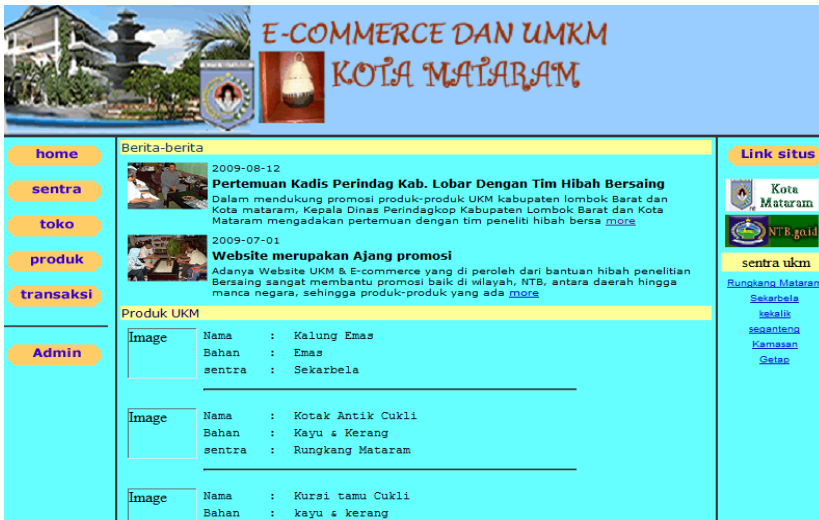 E-COMMERCE DAN UMKM
KOTA MATARAM
home
sentra
toko
produk
transaksi
Admin
Berita-berita
2009-08-12
Pertemuan Kadis Perindag Kab. Lobar Dengan Tim Hibah Bersaing
Dalam mendukung promosi produk-produk UKM kabupaten lombok Barat dan
Kota mataram, Kepala Dinas Perindagkop Kabupaten Lombok Barat dan Kota
Mataram mengadakan pertemuan dengan tim peneliti hibah bersa more
2009-07-01
Website merupakan Ajang promosi
Adanya Website UKM & E-commerce yang di peroleh dari bantuan hibah penelitian
Bersaing sangat membantu promosi baik di wilayah, NTB, antara daerah hingga
manca negara, sehingga produk-produk yang ada more
Produk UKM
Image
Nama : Kalung Emas
Bahan : Emas
sentra : Sekarbela
Image
Nama : Kotak Antik Cukli
Bahan : Kayu & Kerang
sentra : Rungkang Mataram
Image
Nama : Kursi tamu Cukli
Bahan : kayu & kerang
Link situs
Kota
Mataram
NTB.go.id
sentra ukm
Rungkang Mataram
Sekarbela
kekalik
seganteng
Kamasan
Getap